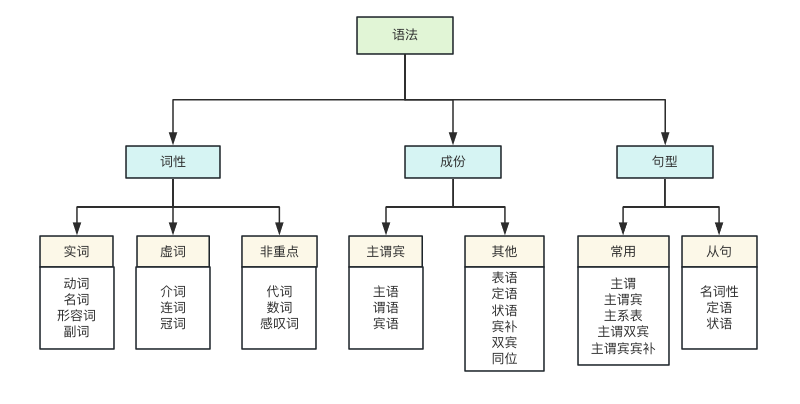 语法
词性
成份
句型
实词
虚词
非重点
主谓宾
其他
常用
从句
动词
名词
形容词
副词
介词
连词
冠词
代词
数词
感叹词
主语
谓语
宾语
表语
定语
状语
宾补
双宾
同位
主谓
主谓宾
主系表
主谓双宾
主谓宾宾补
名词性
定语
状语